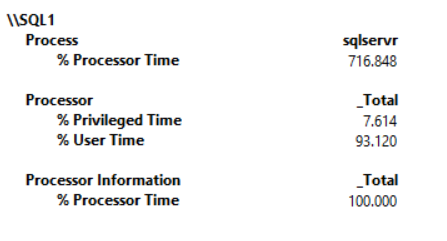 \\SQL1
Process sqlservr
% Processor Time 716.848
Processor _Total
% Privileged Time 7.614
% User Time 93.120
Processor Information _Total
% Processor Time 100.000